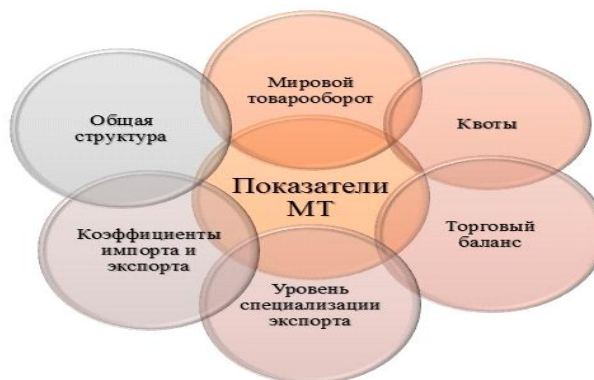 Мировой
товарооборот
Квоты
Торговый
баланс
Уровень
специализации
экспорта
Коэффициенты
импорта и
экспорта
Общая
структура
Показатели
МТ